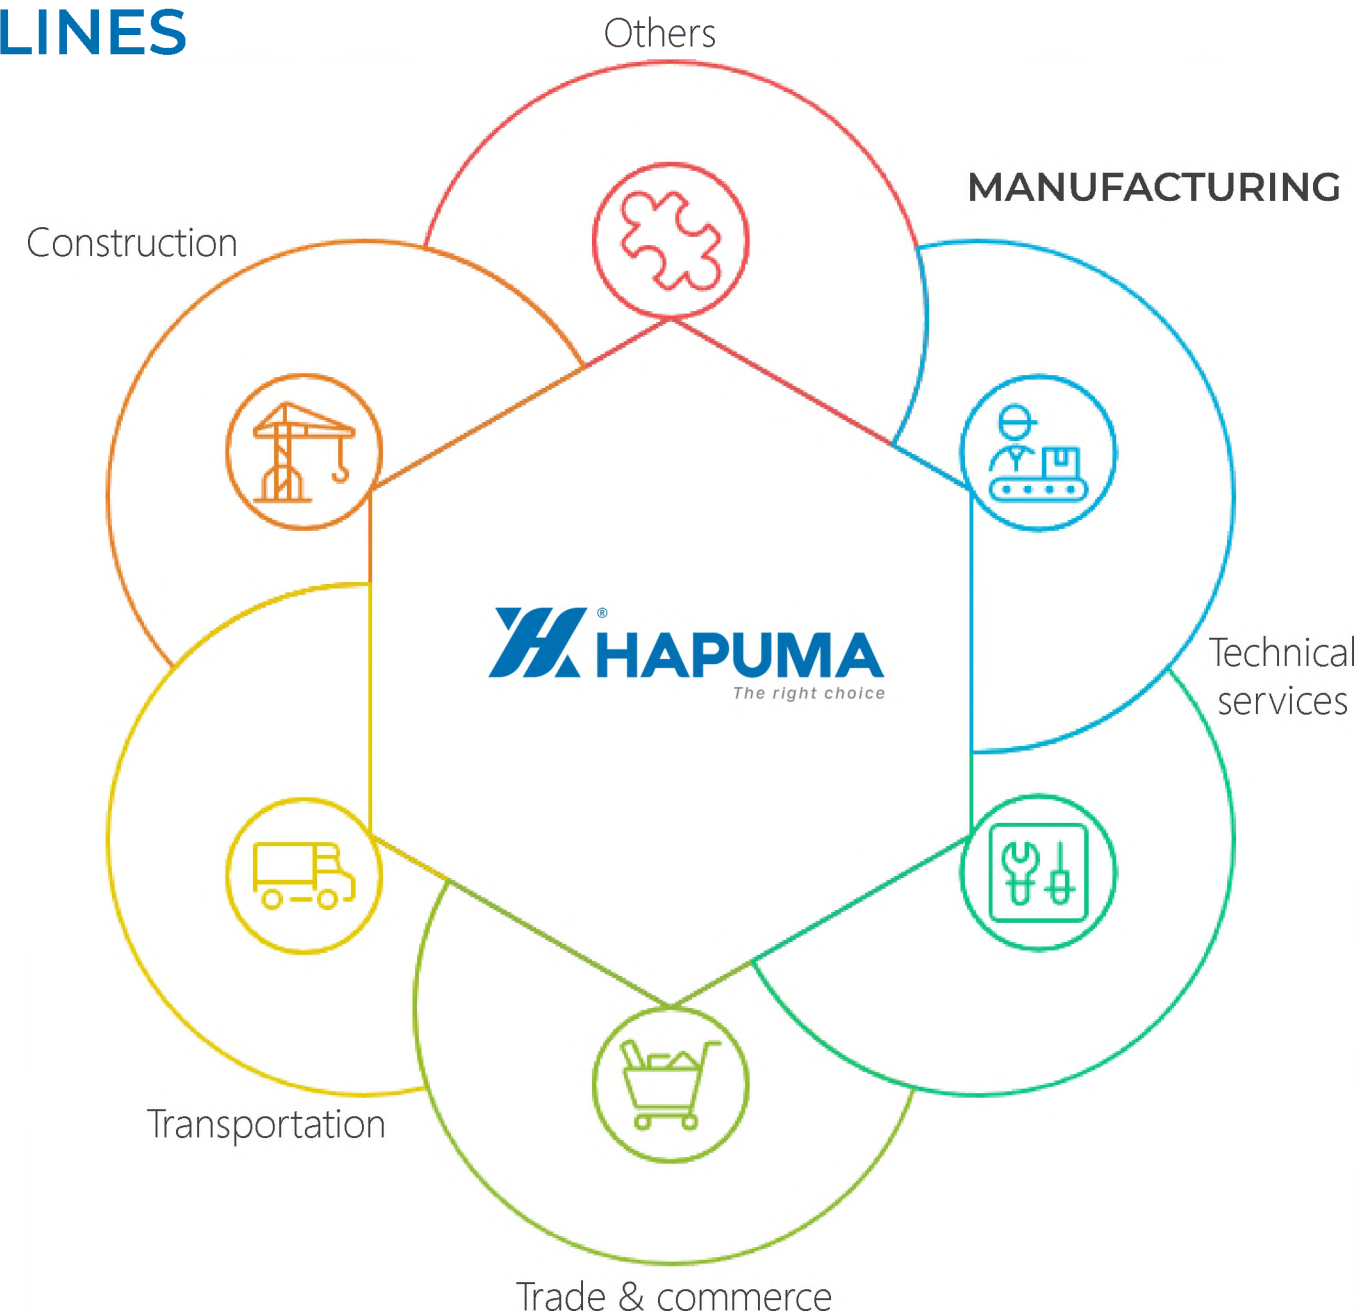 LINES
Others
MANUFACTURING
Construction
® HAPUMA
The right choice
Technical
services
Transportation
Trade & commerce